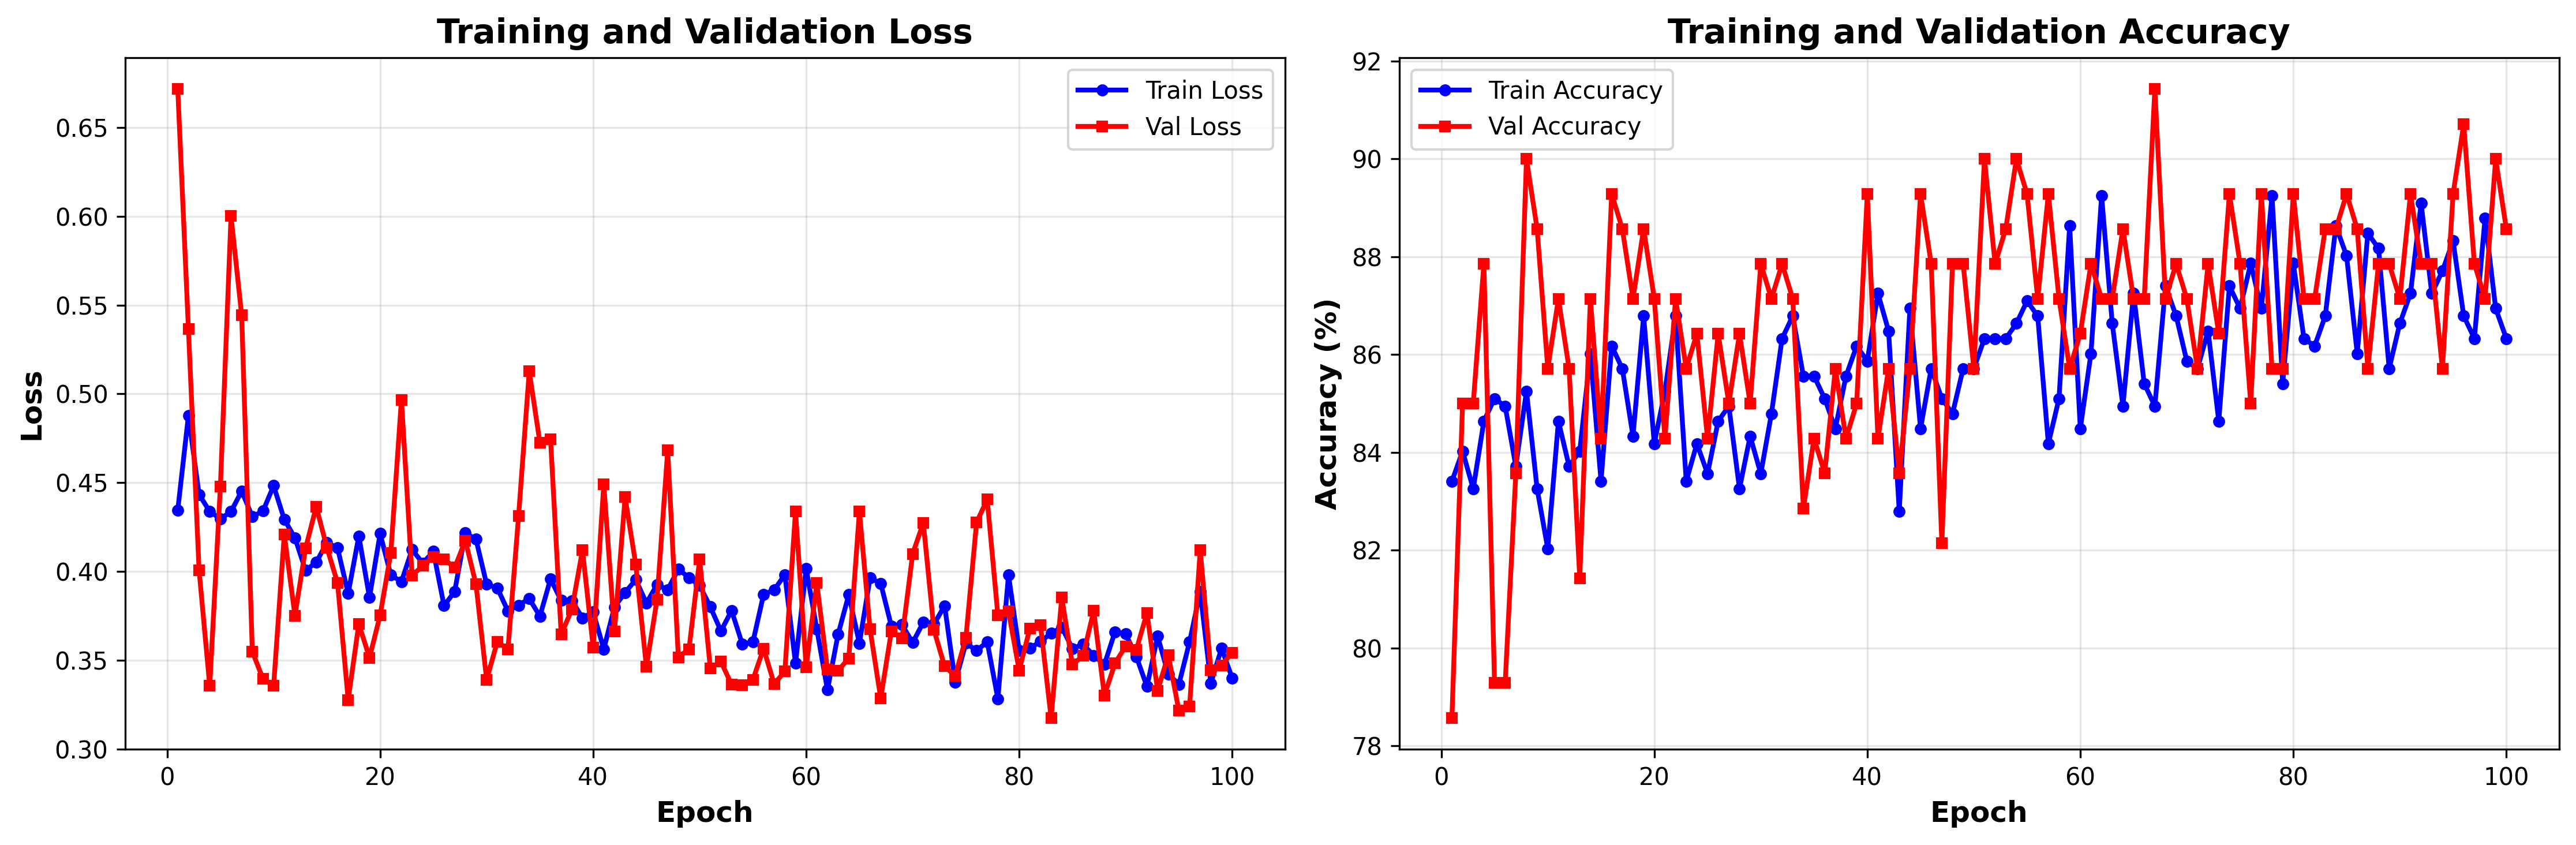 Training and Validation Loss
Train Loss
Val Loss
0.65
0.60
0.55
0.50
0.45
0.40
0.35
0.30
Loss
0 20 40 60 80 100
Epoch
Training and Validation Accuracy
Train Accuracy
Val Accuracy
92
90
88
86
84
82
80
78
Accuracy (%)
0 20 40 60 80 100
Epoch